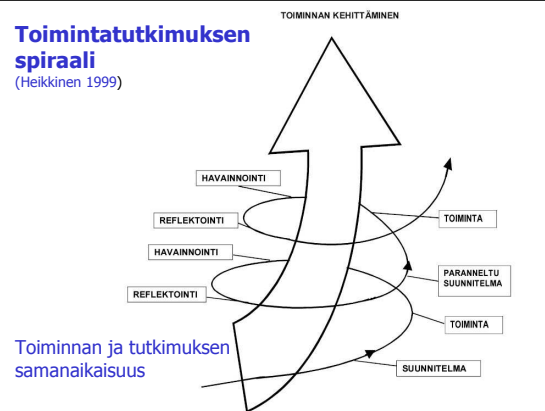 TOIMINNAN KEHITTÄMINEN
Toimintatutkimuksen
spiraali
(Heikkinen 1999)
HAVAINNOINTI
REFLEKTOINTI
TOIMINTA
HAVAINNOINTI
PARANNELTU
SUUNNITELMA
REFLEKTOINTI
TOIMINTA
Toiminnan ja tutkimuksen
samanaikaisuus
SUUNNITELMA